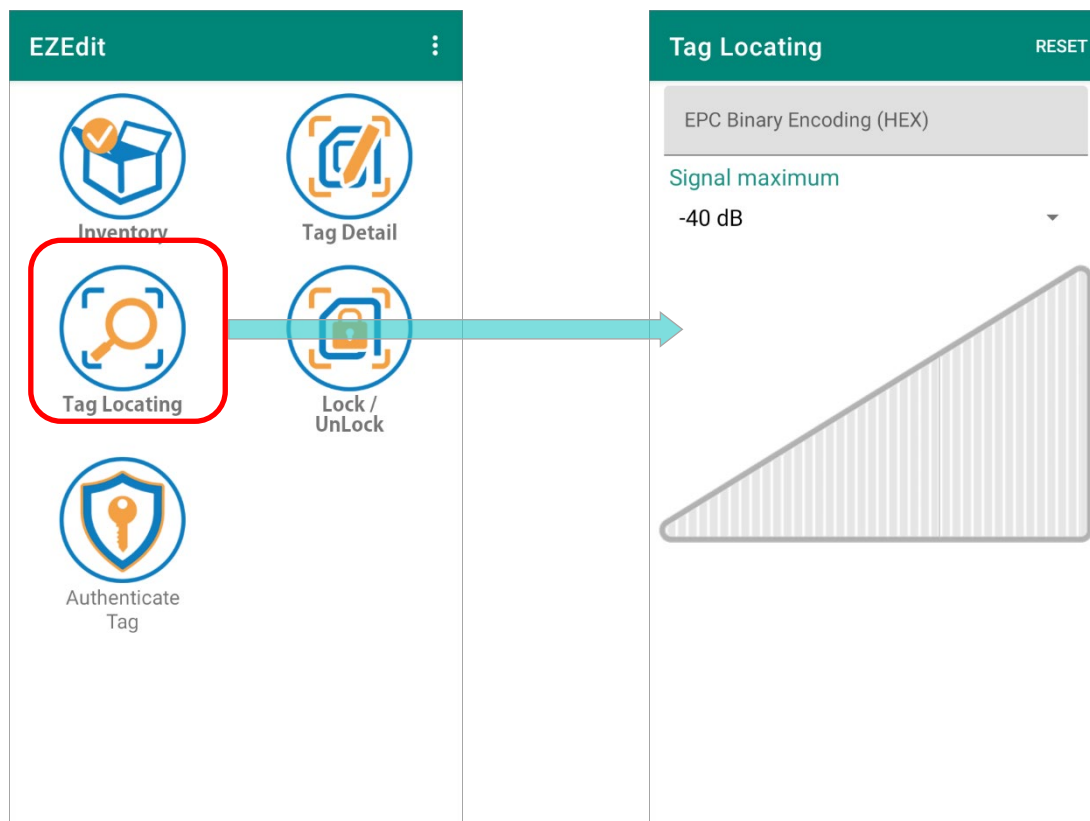 EZEdit
Inventory
Tag Detail
Tag Locating
Lock /
UnLock
Authenticate
Tag
Tag Locating
RESET
EPC Binary Encoding (HEX)
Signal maximum
-40 dB